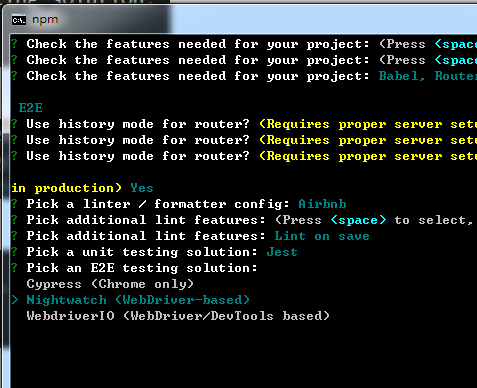 npm
? Check the features needed for your project: (Press <space
? Check the features needed for your project: (Press <space
? Check the features needed for your project: Babel, Router
E2E
? Use history mode for router? (Requires proper server setu
? Use history mode for router? (Requires proper server setu
? Use history mode for router? (Requires proper server setu
in production) Yes
? Pick a linter / formatter config: Airbnb
? Pick additional lint features: (Press <space> to select,
? Pick additional lint features: Lint on save
? Pick a unit testing solution: Jest
? Pick an E2E testing solution:
Cypress (Chrome only)
> Nightwatch (WebDriver-based)
WebdriverIO (WebDriver/DevTools based)